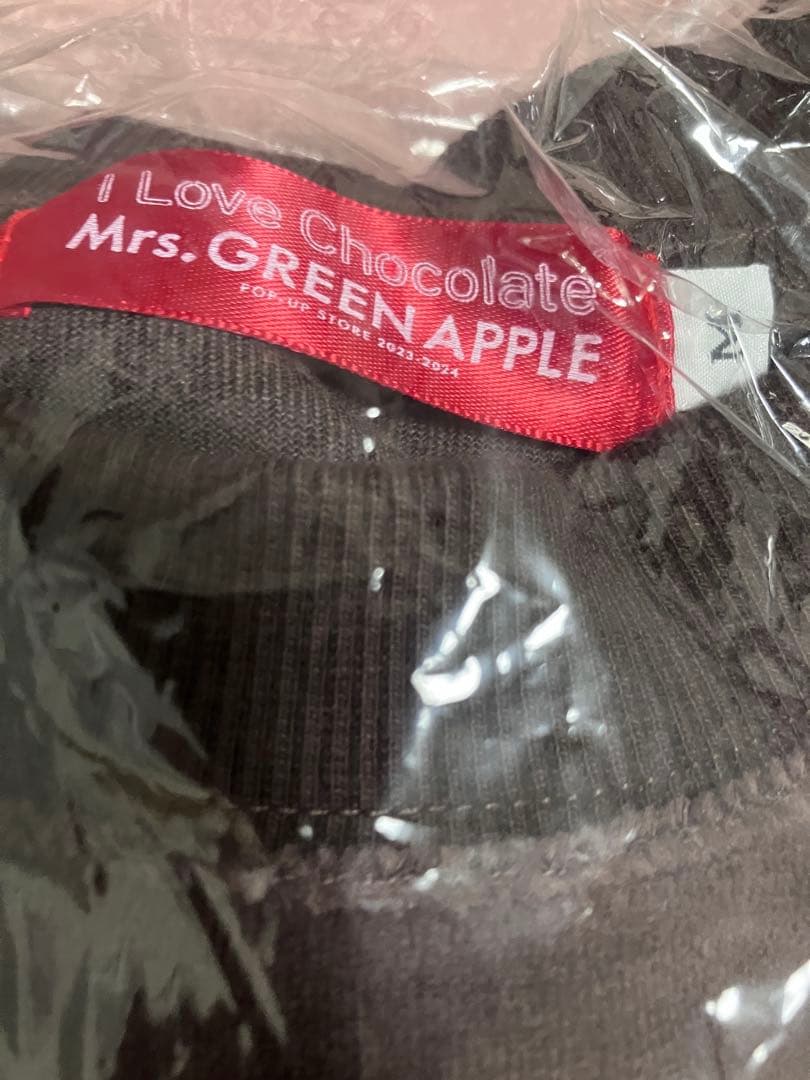 I Love Chocolate
Mrs. GREEN APPLE
POP-UP STORE 2023-2024
M